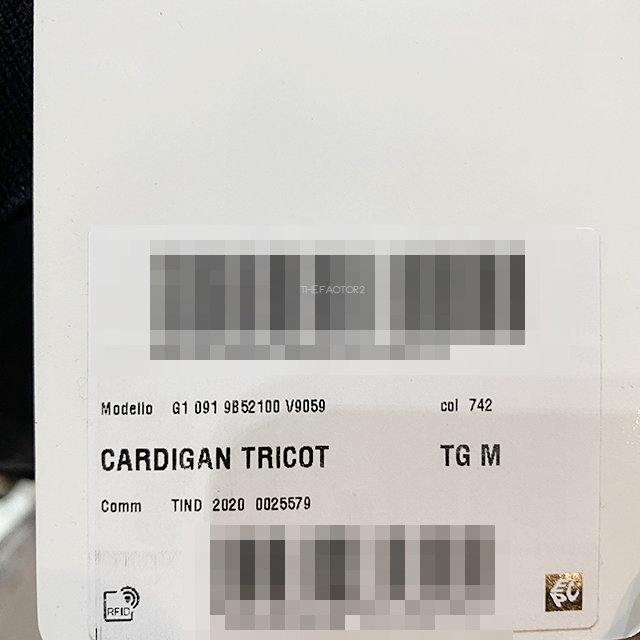 THE FACTOR2
Modello G1 091 9B52100 V9059 col 742
CARDIGAN TRICOT TG M
Comm TIND 2020 0025579
RFID